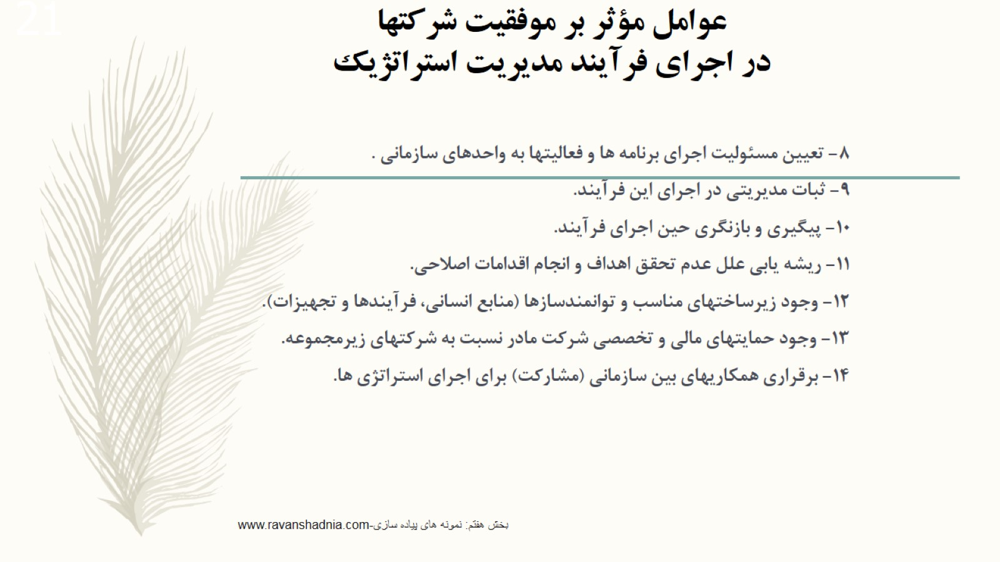 21
عوامل مؤثر بر موفقیت شرکتها
در اجرای فرآیند مدیریت استراتژیک
۸- تعیین مسئولیت اجرای برنامه ها و فعالیتها به واحدهای سازمانی .
۹- ثبات مدیریتی در اجرای این فرآیند.
۱۰- پیگیری و بازنگری حین اجرای فرآیند.
۱۱- ریشه یابی علل عدم تحقق اهداف و انجام اقدامات اصلاحی.
۱۲- وجود زیرساختهای مناسب و توانمندسازها (منابع انسانی، فرآیندها و تجهیزات).
۱۳- وجود حمایتهای مالی و تخصصی شرکت مادر نسبت به شرکتهای زیرمجموعه.
۱۴- برقراری همکاریهای بین سازمانی (مشارکت) برای اجرای استراتژی ها.
بخش هفتم: نمونه های پیاده سازی-www.ravanshadnia.com